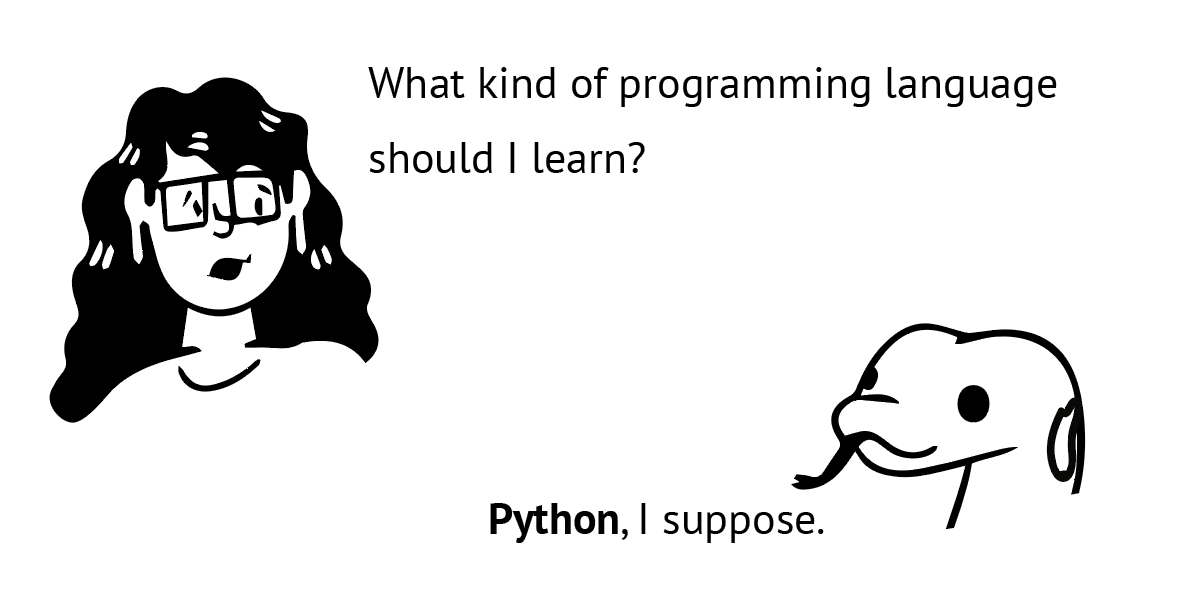 What kind of programming language
should I learn?
Python, I suppose.